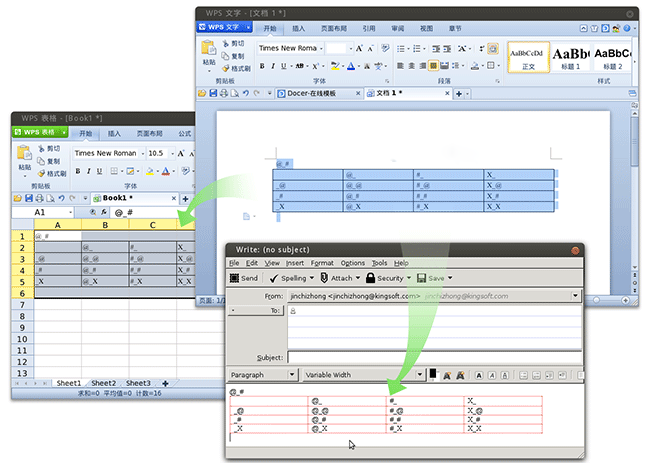 WPS 文字 - [文档 1 *]
WPS 文字
开始
插入
页面布局
引用
审阅
视图
章节
粘贴
剪切
复制
格式刷
Times New Roma
B I U
AaBbCcDd
AaBb
AaBbCc
正文
标题 1
标题 2
剪贴板
字体
段落
样式
Docer-在线模板
文档 1 *
@_#
@_ #_ X_
_@ @_@ #_@ X_@
_# @_# #_# X_#
_X @_X #_X X_X
页面: 1/1
WPS 表格 - [Book1 *]
WPS 表格
开始
插入
页面布局
公式
粘贴
剪切
复制
格式刷
Times New Roman
10.5
B I U
剪贴板
字体
Book1 *
A1
@_#
A B C
1 @_#
2 @_ #_ X_
3 _@ @_@ #_@ X_@
4 _# @_# #_# X_#
5 _X @_X #_X X_X
6
7
8
9
10
11
12
13
Sheet1 Sheet2 Sheet3
求和=0 平均值=0 计数=16
Write: (no subject)
File Edit View Insert Format Options Tools Help
Send Spelling Attach Security Save
From: jinchizhong <jinchizhong@kingsoft.com> jinchizhong@kingsoft.com
To:
Subject:
Paragraph
Variable Width
@_#
@_ #_ X_
_@ @_@ #_@ X_@
_# @_# #_# X_#
_X @_X #_X X_X